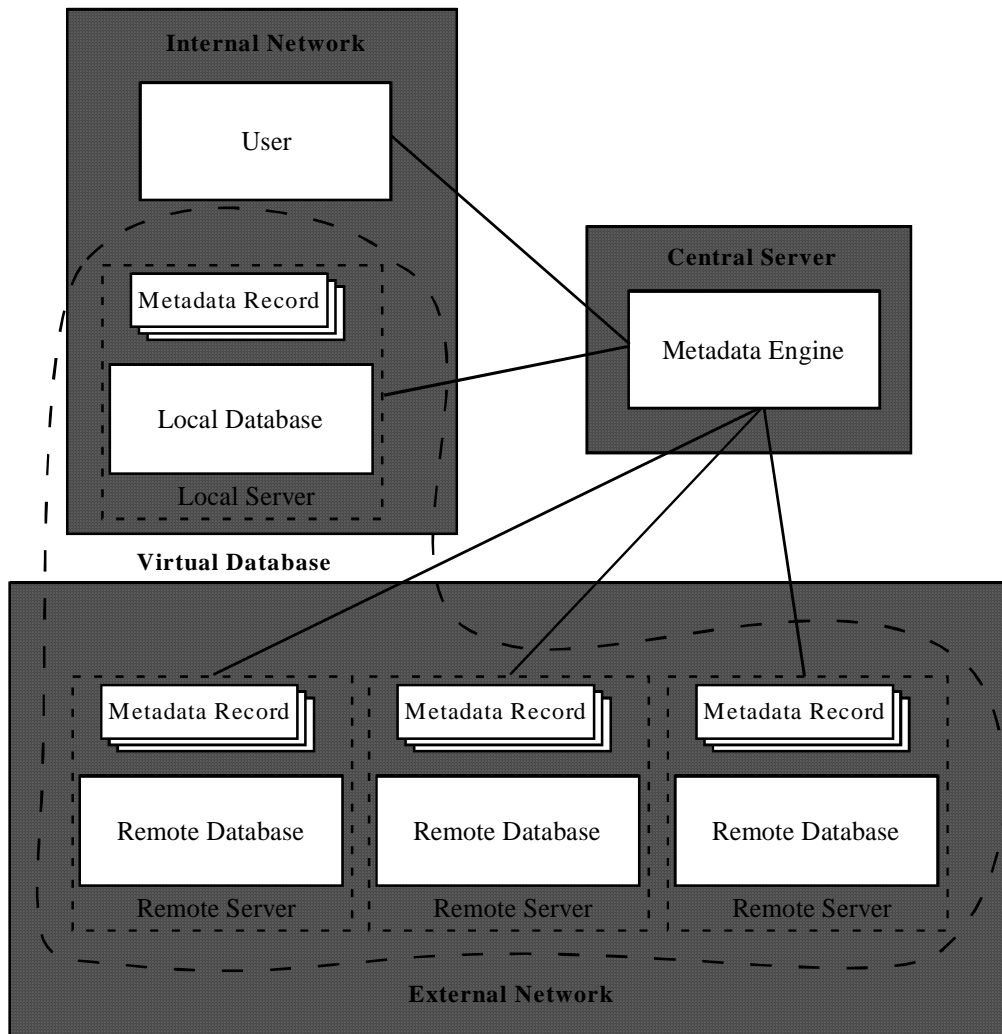 Internal Network
User
Metadata Record
Local Database
Local Server
Central Server
Metadata Engine
Virtual Database
Metadata Record
Metadata Record
Metadata Record
Remote Database
Remote Database
Remote Database
Remote Server
Remote Server
Remote Server
External Network